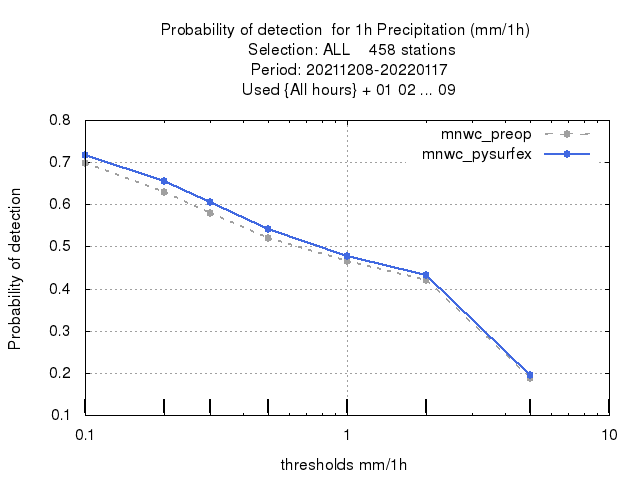 Probability of detection  for 1h Precipitation (mm/1h)
Selection: ALL    458 stations
Period: 20211208-20220117
Used {All hours} + 01 02 ... 09
mnwc_preop
mnwc_pysurfex
Probability of detection
0.8
0.7
0.6
0.5
0.4
0.3
0.2
0.1
0.1 1 10
thresholds mm/1h